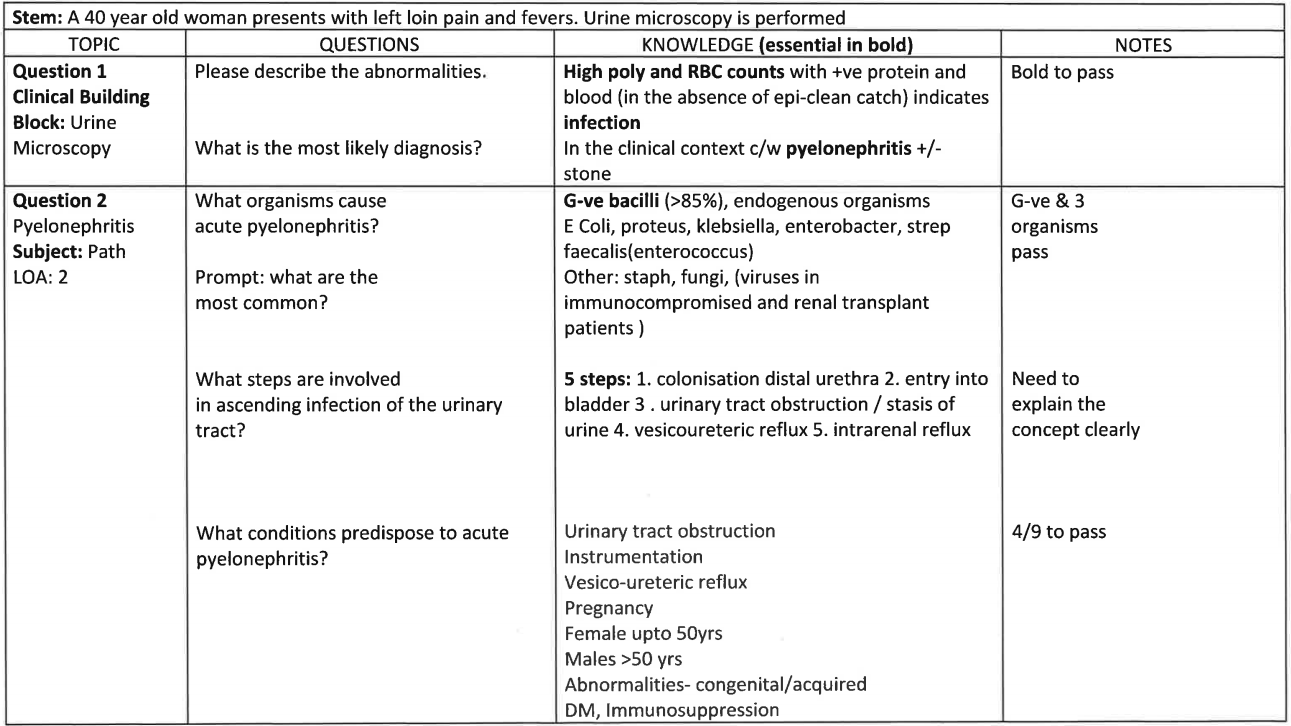 Stem: A 40 year old woman presents with left loin pain and fevers. Urine microscopy is performed
TOPIC
QUESTIONS
KNOWLEDGE (essential in bold)
NOTES
Question 1
Clinical Building
Block: Urine
Microscopy
Please describe the abnormalities.
What is the most likely diagnosis?
High poly and RBC counts with +ve protein and
blood (in the absence of epi-clean catch) indicates
infection
In the clinical context c/w pyelonephritis +/-
stone
Bold to pass
Question 2
Pyelonephritis
Subject: Path
LOA: 2
What organisms cause
acute pyelonephritis?
Prompt: what are the
most common?
G-ve bacilli (>85%), endogenous organisms
E Coli, proteus, klebsiella, enterobacter, strep
faecalis(enterococcus)
Other: staph, fungi, (viruses in
immunocompromised and renal transplant
patients )
G-ve & 3
organisms
pass
What steps are involved
in ascending infection of the urinary
tract?
5 steps: 1. colonisation distal urethra 2. entry into
bladder 3 . urinary tract obstruction / stasis of
urine 4. vesicoureteric reflux 5. intrarenal reflux
Need to
explain the
concept clearly
What conditions predispose to acute
pyelonephritis?
Urinary tract obstruction
Instrumentation
Vesico-ureteric reflux
Pregnancy
Female upto 50yrs
Males >50 yrs
Abnormalities- congenital/acquired
DM, Immunosuppression
4/9 to pass